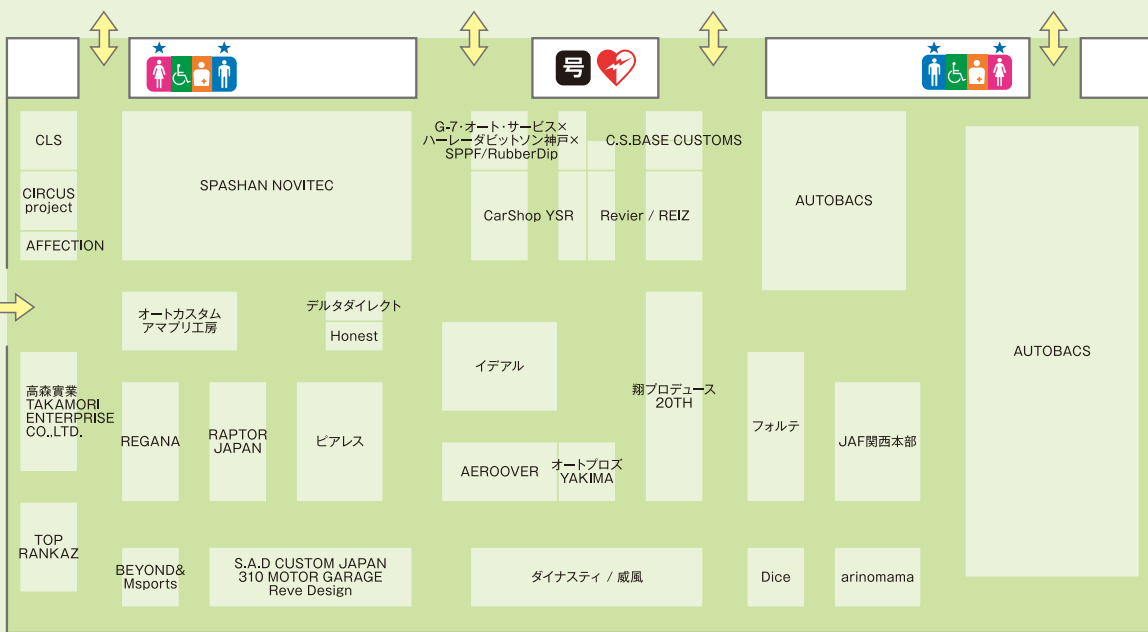 号
CLS
CIRCUS
project
AFFECTION
SPASHAN NOVITEC
G-7・オート・サービス×
ハーレーダビットソン神戸×
SPPF/RubberDip
C.S.BASE CUSTOMS
CarShop YSR
Revier / REIZ
AUTOBACS
AUTOBACS
オートカスタム
アマプリ工房
デルタダイレクト
Honest
イデアル
翔プロデュース
20TH
高森實業
TAKAMORI
ENTERPRISE
CO.,LTD.
REGANA
RAPTOR
JAPAN
ピアレス
AEROOVER
オートプロズ
YAKIMA
フォルテ
JAF関西本部
TOP
RANKAZ
BEYOND&
Msports
S.A.D CUSTOM JAPAN
310 MOTOR GARAGE
Reve Design
ダイナスティ / 威風
Dice
arinomama